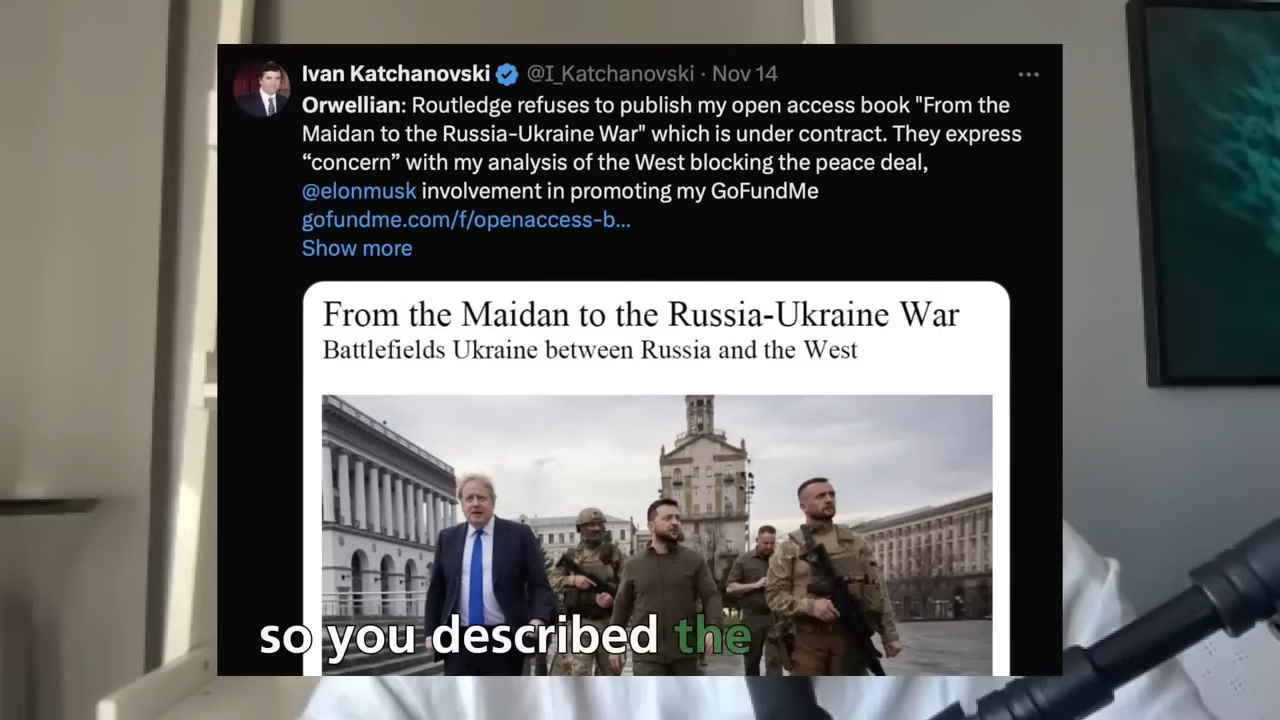 Ivan Katchanovski @I_Katchanovski · Nov 14
Orwellian: Routledge refuses to publish my open access book "From the
Maidan to the Russia-Ukraine War" which is under contract. They express
“concern” with my analysis of the West blocking the peace deal,
@elonmusk involvement in promoting my GoFundMe
gofundme.com/f/openaccess-b...
Show more
From the Maidan to the Russia-Ukraine War
Battlefields Ukraine between Russia and the West
so you described the